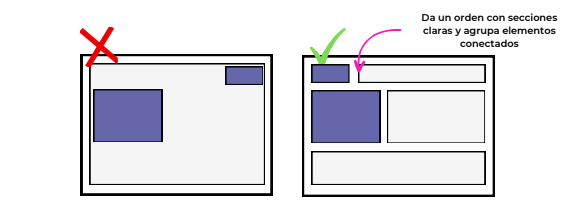 Da un orden con secciones
claras y agrupa elementos
conectados